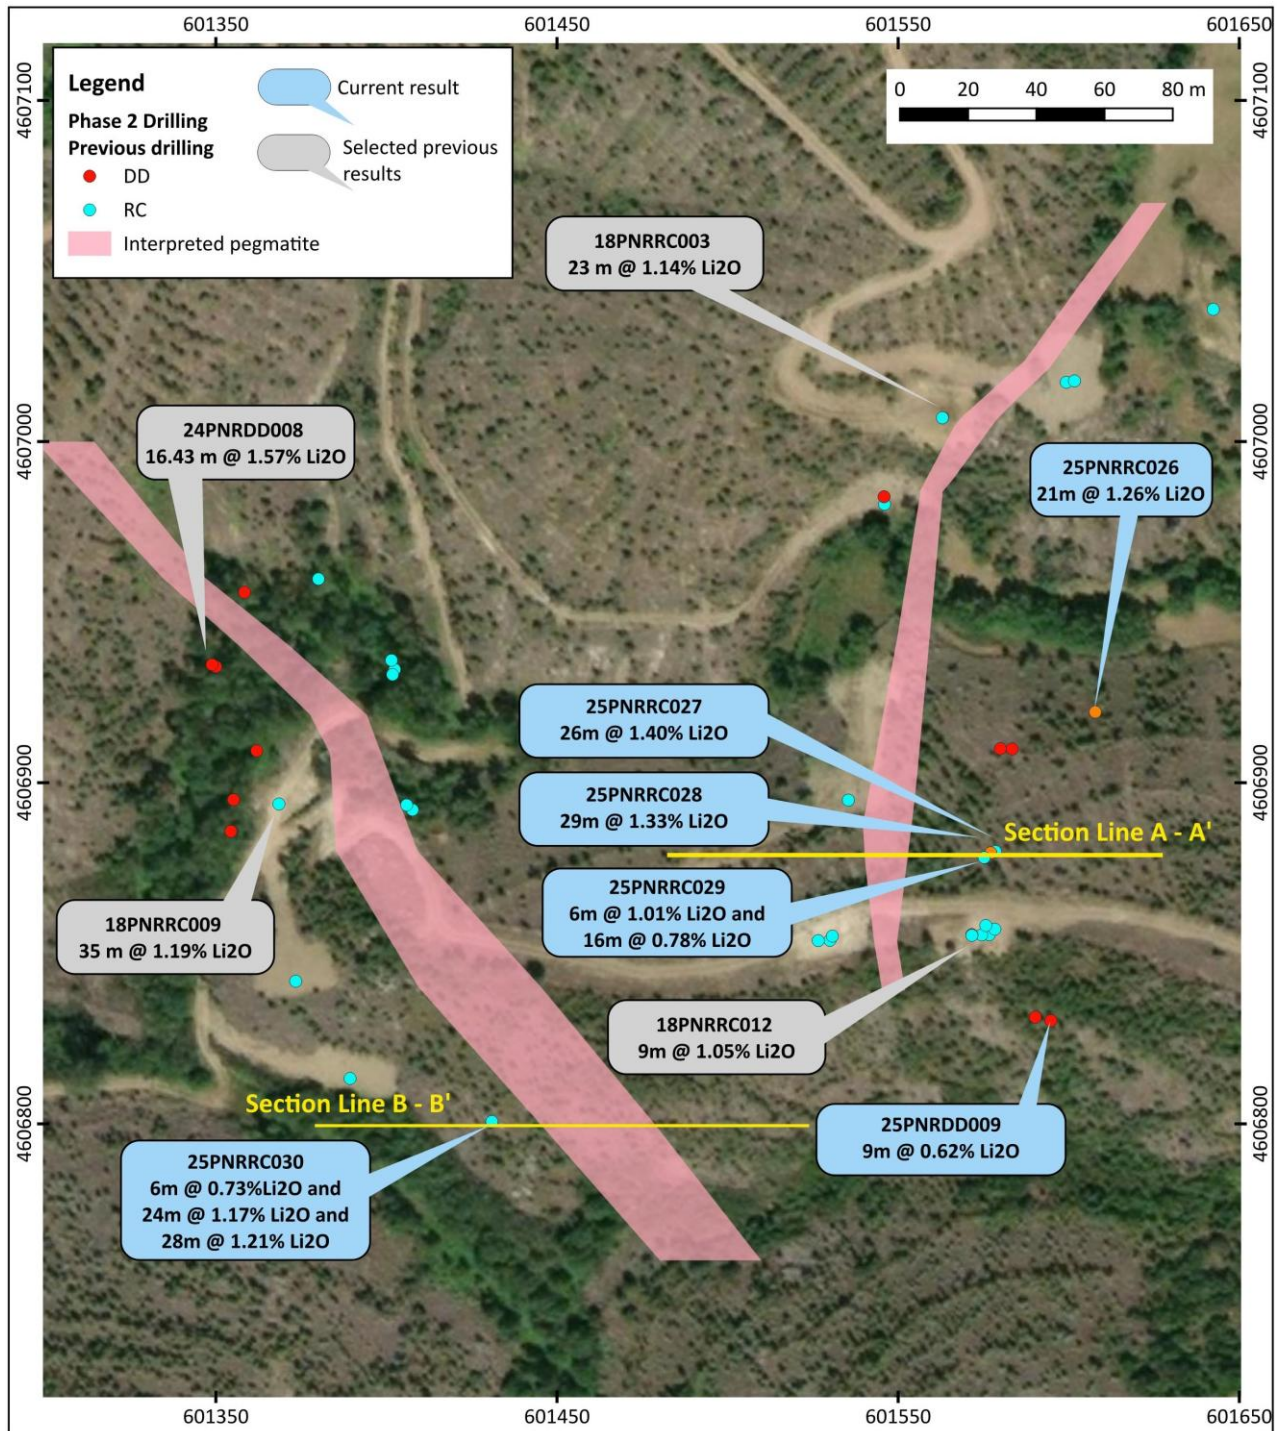 601350 601450 601550 601650
4607100 4607100
Legend
Current result
Phase 2 Drilling
Previous drilling
Selected previous
results
DD
RC
Interpreted pegmatite
0 20 40 60 80 m
18PNRRC003
23 m @ 1.14% Li2O
24PNRDD008
16.43 m @ 1.57% Li2O
4607000 4607000
25PNRRC026
21m @ 1.26% Li2O
25PNRRC027
26m @ 1.40% Li2O
4606900 4606900
25PNRRC028
29m @ 1.33% Li2O
Section Line A - A'
25PNRRC029
6m @ 1.01% Li2O and
16m @ 0.78% Li2O
18PNRRC009
35 m @ 1.19% Li2O
18PNRRC012
9m @ 1.05% Li2O
Section Line B - B'
4606800 4606800
25PNRDD009
9m @ 0.62% Li2O
25PNRRC030
6m @ 0.73%Li2O and
24m @ 1.17% Li2O and
28m @ 1.21% Li2O
601350 601450 601550 601650